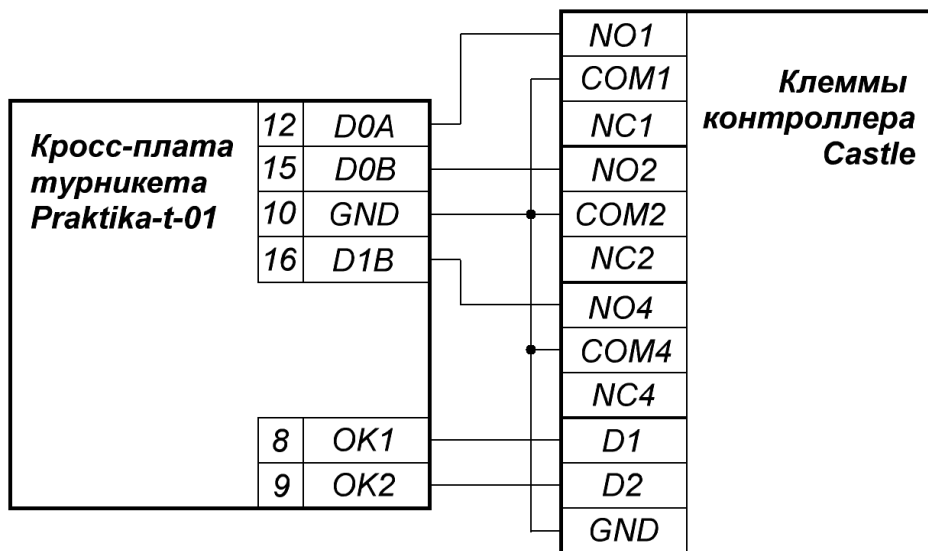 Кросс-плата
турникета
Praktika-t-01
12 D0A
15 D0B
10 GND
16 D1B
8 OK1
9 OK2
NO1
COM1
NC1
NO2
COM2
NC2
NO4
COM4
NC4
D1
D2
GND
Клеммы
контроллера
Castle